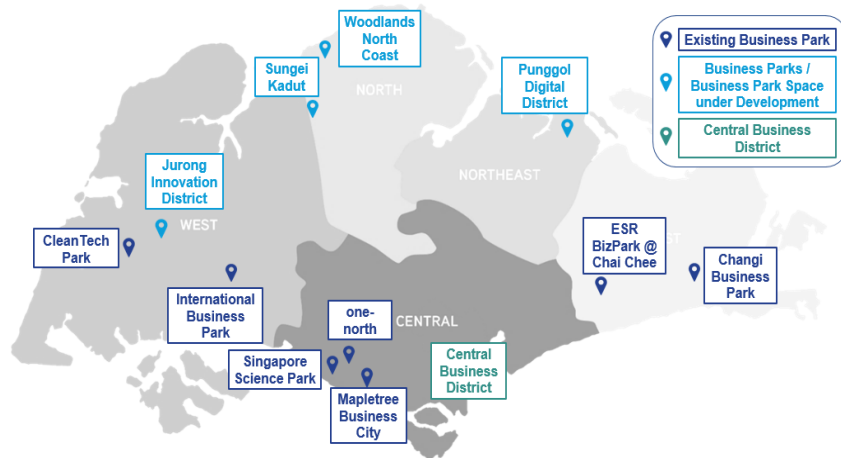 Woodlands
North
Coast
Sungei
Kadut
NORTH
Punggol
Digital
District
Existing Business Park
Business Parks /
Business Park Space
under Development
Central Business
District
NORTHEAST
Jurong
Innovation
District
WEST
CleanTech
Park
International
Business
Park
ESR
BizPark @
Chai Chee
ST
Changi
Business
Park
one-
north
CENTRAL
Singapore
Science Park
Mapletree
Business
City
Central
Business
District